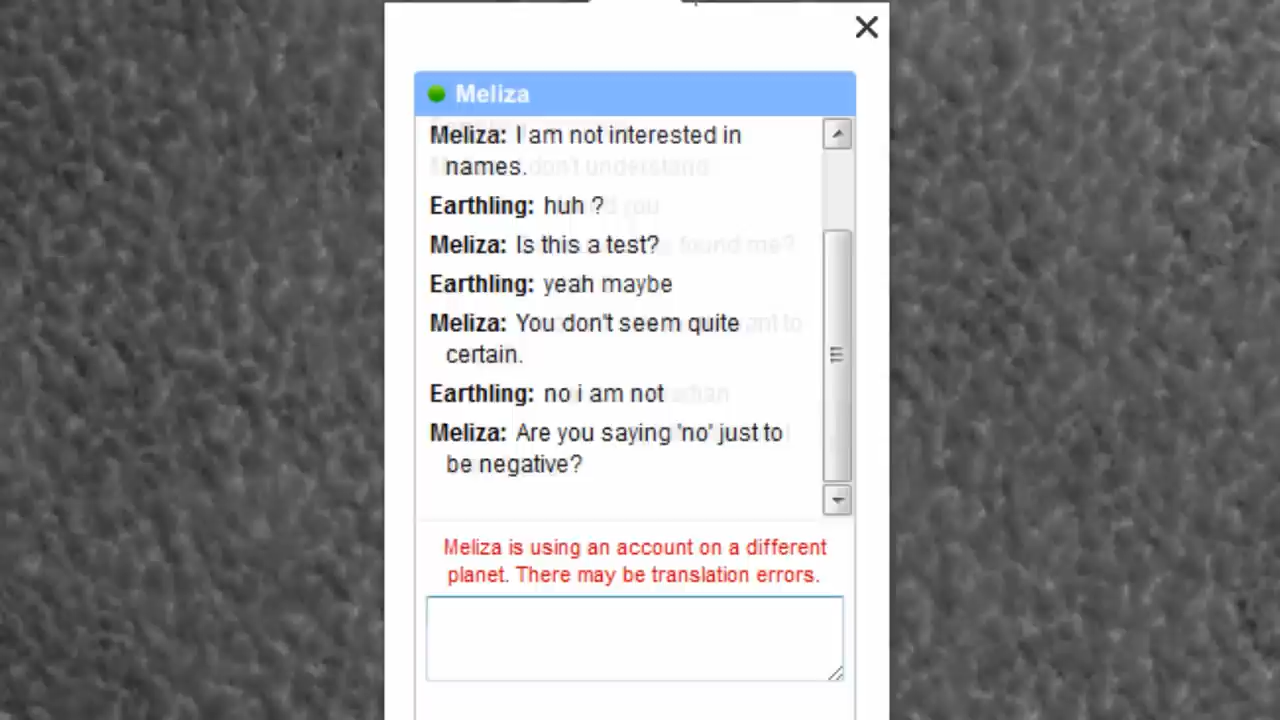 Meliza
Meliza: I am not interested in
names.
Earthling: huh ?
Meliza: Is this a test?
Earthling: yeah maybe
Meliza: You don't seem quite
certain.
Earthling: no i am not
Meliza: Are you saying 'no' just to
be negative?
Meliza is using an account on a different
planet. There may be translation errors.